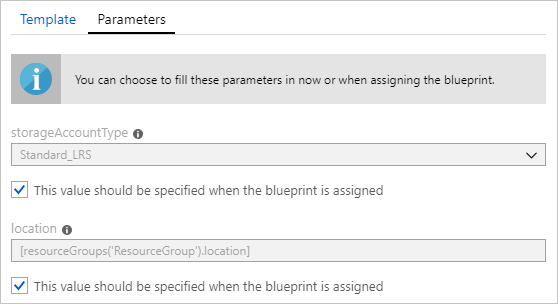 Template Parameters
You can choose to fill these parameters in now or when assigning the blueprint.
storageAccountType
Standard_LRS
This value should be specified when the blueprint is assigned
location
[resourceGroups('ResourceGroup').location]
This value should be specified when the blueprint is assigned